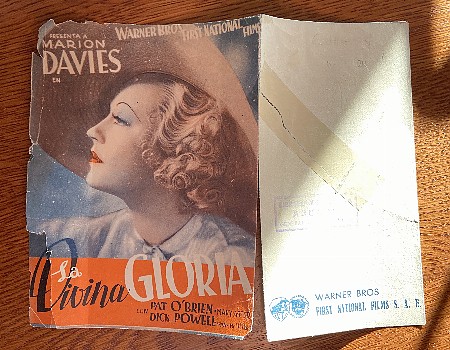 PRESENTA A
MARION
DAVIES
EN
WARNER BROS
FIRST NATIONAL FILMS
La
Divina GLORIA
CON PAT O'BRIEN
DICK POWELL
WARNER BROS
FIRST NATIONAL FILMS S. A. E.